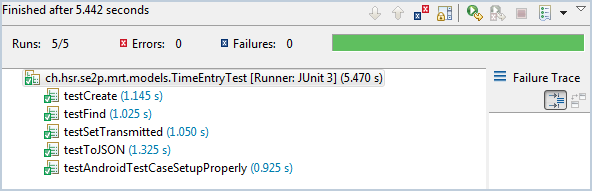 Finished after 5.442 seconds
Runs: 5/5 Errors: 0 Failures: 0
ch.hsr.se2p.mrt.models.TimeEntryTest [Runner: JUnit 3] (5.470 s)
testCreate (1.145 s)
testFind (1.025 s)
testSetTransmitted (1.050 s)
testToJSON (1.325 s)
testAndroidTestCaseSetupProperly (0.925 s)
Failure Trace